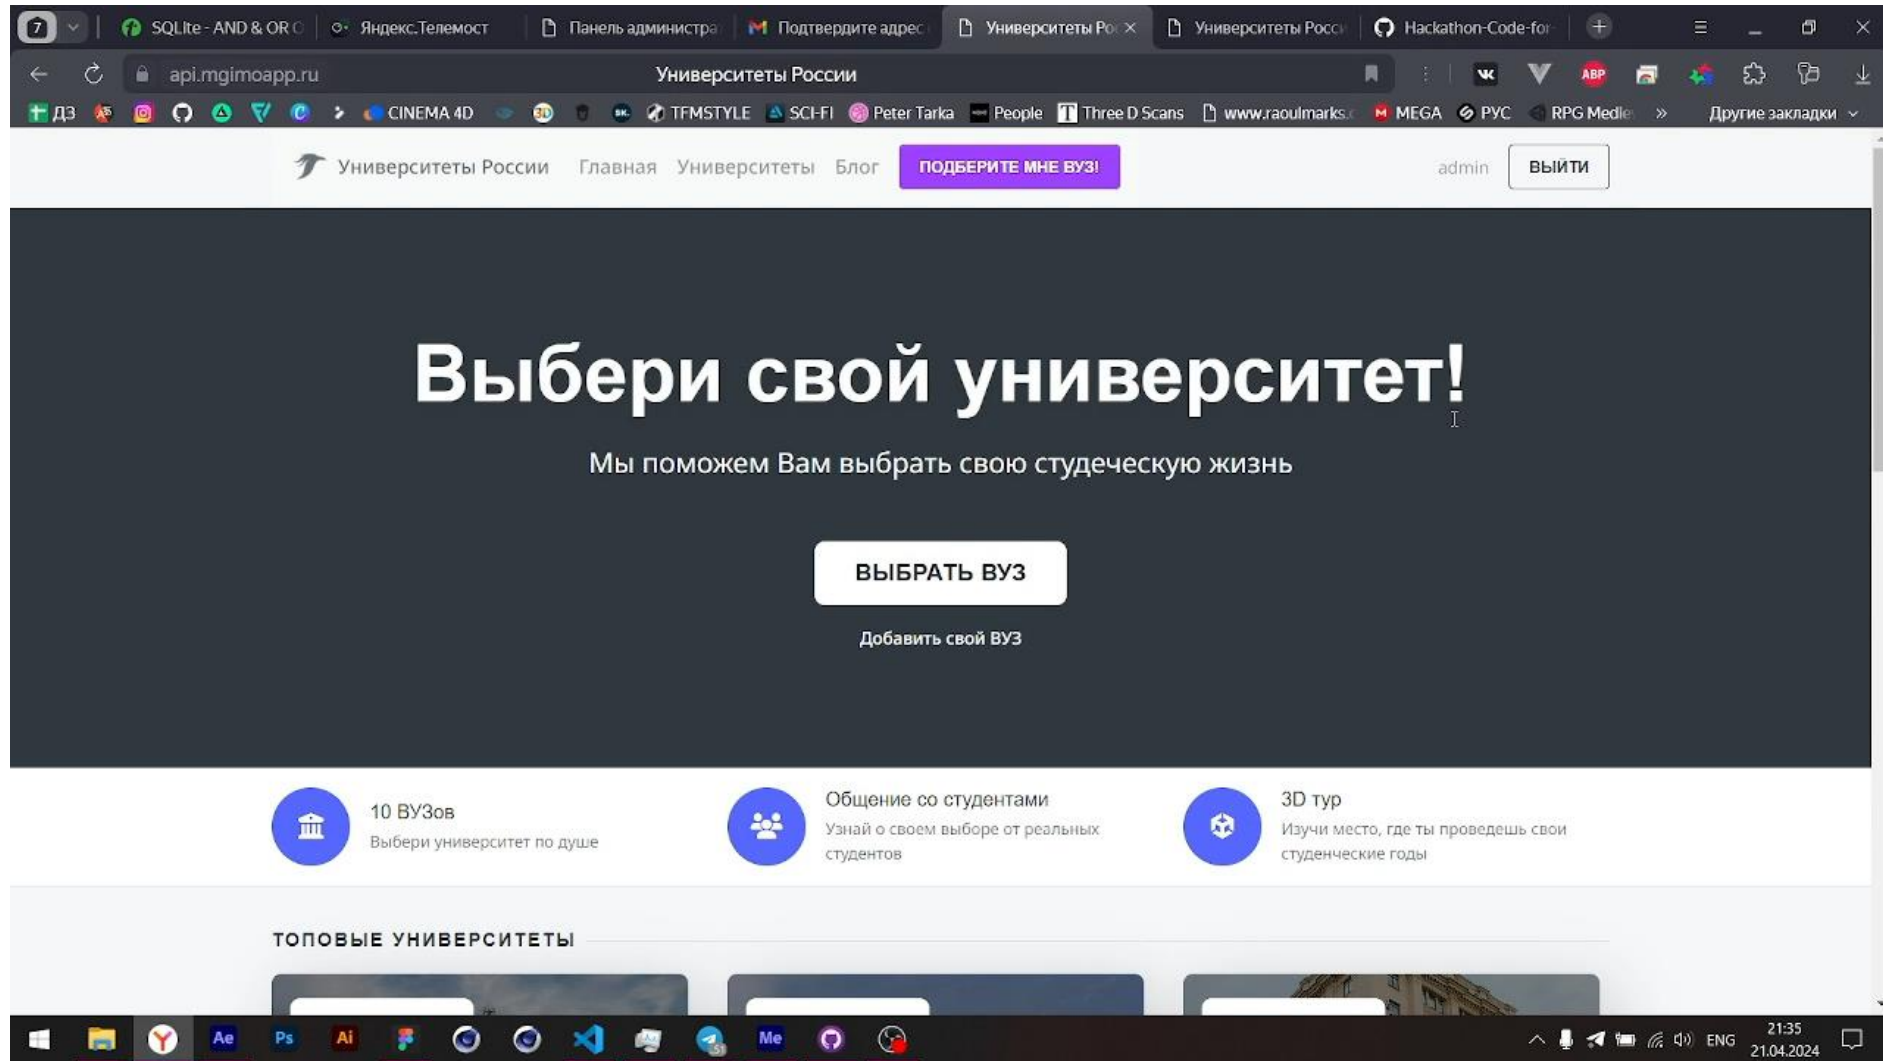 7
SQLite - AND & OR
Яндекс.Телемост
Панель администра
Подтвердите адрес
Университеты Ро
Университеты Росси
Hackathon-Code-for
api.mgimoapp.ru
Университеты России
ABP
ДЗ
CINEMA 4D
3D
TFMSTYLE
SCI-FI
Peter Tarka
People
Three D Scans
www.raoulmarks.
MEGA
РУС
RPG Medie
Другие закладки
Университеты России
Главная
Университеты
Блог
ПОДБЕРИТЕ МНЕ ВУЗ!
admin
ВЫЙТИ
Выбери свой университет!
Мы поможем Вам выбрать свою студеческую жизнь
ВЫБРАТЬ ВУЗ
Добавить свой ВУЗ
10 ВУЗов
Выбери университет по душе
Общение со студентами
Узнай о своем выборе от реальных
студентов
3D тур
Изучи место, где ты проведешь свои
студенческие годы
ТОПОВЫЕ УНИВЕРСИТЕТЫ
Ae
Ps
Ai
51
Me
ENG
21:35
21.04.2024